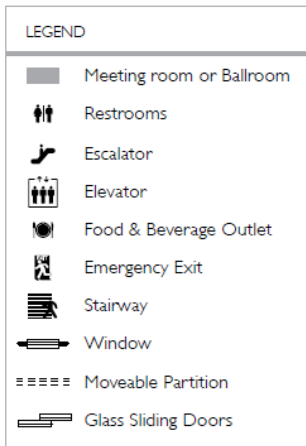 LEGEND
Meeting room or Ballroom
Restrooms
Escalator
Elevator
Food & Beverage Outlet
Emergency Exit
Stairway
Window
Moveable Partition
Glass Sliding Doors